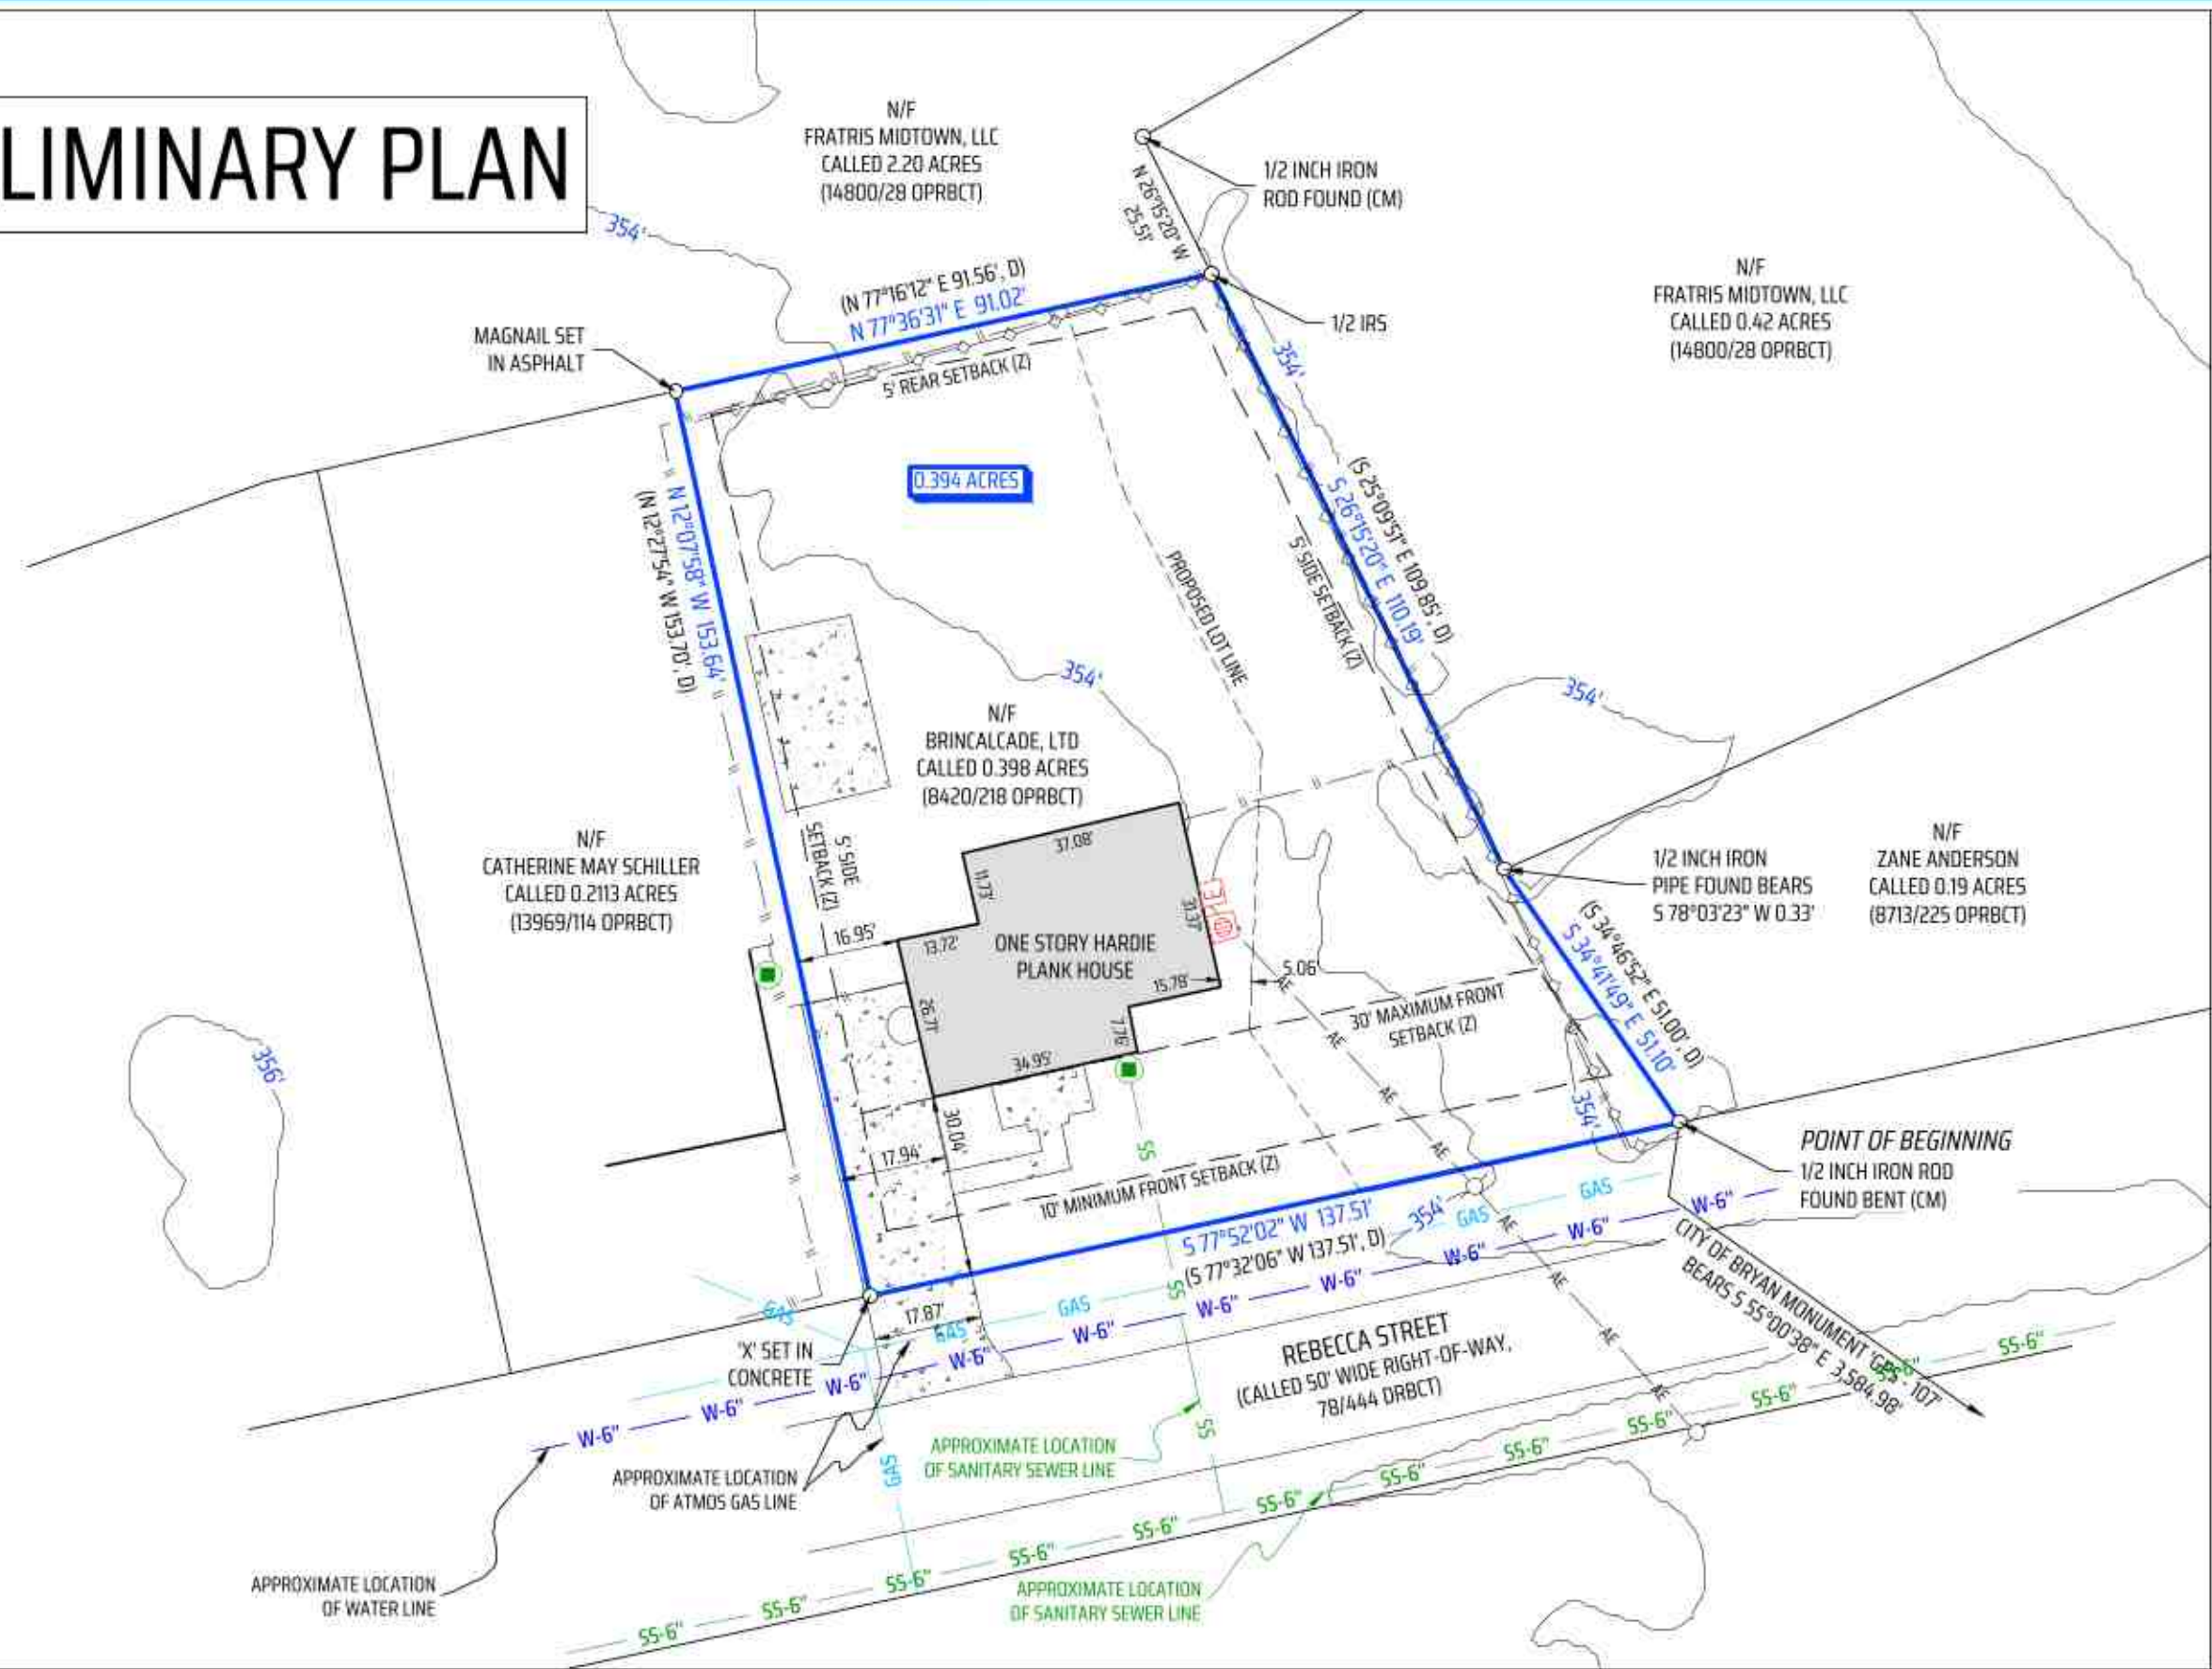 LIMINARY PLAN
N/F
FRATRIS MIDTOWN, LLC
CALLED 2.20 ACRES
(14800/28 OPRBCT)
1/2 INCH IRON
ROD FOUND (CM)
N 26°15'20" W
25.51'
354'
N/F
FRATRIS MIDTOWN, LLC
CALLED 0.42 ACRES
(14800/28 OPRBCT)
(N 77°16'12" E 91.56', D)
N 77°36'31" E 91.02'
1/2 IRS
MAGNAIL SET
IN ASPHALT
5' REAR SETBACK (Z)
354'
0.394 ACRES
(S 25°09'51" E 109.85', D)
S 26°15'20" E 110.19'
N 12°07'58" W 153.64'
(N 12°27'54" W 153.70', D)
5' SIDE SETBACK (Z)
PROPOSED LOT LINE
354'
354'
N/F
BRINCALCADE, LTD
CALLED 0.398 ACRES
(8420/218 OPRBCT)
5' SIDE
SETBACK (Z)
N/F
CATHERINE MAY SCHILLER
CALLED 0.2113 ACRES
(13969/114 OPRBCT)
37.08'
11.73'
31.37'
16.95'
13.72'
ONE STORY HARDIE
PLANK HOUSE
15.78'
5.06'
26.71'
7.76'
34.95'
1/2 INCH IRON
PIPE FOUND BEARS
S 78°03'23" W 0.33'
N/F
ZANE ANDERSON
CALLED 0.19 ACRES
(8713/225 OPRBCT)
(S 34°46'52" E 51.00', D)
S 34°41'49" E 51.10'
30' MAXIMUM FRONT
SETBACK (Z)
AE
AE
AE
AE
356'
30.04'
17.94'
SS
354'
10' MINIMUM FRONT SETBACK (Z)
POINT OF BEGINNING
1/2 INCH IRON ROD
FOUND BENT (CM)
S 77°52'02" W 137.51'
(S 77°32'06" W 137.51', D)
354'
GAS
GAS
GAS
GAS
GAS
W-6"
W-6"
W-6"
W-6"
W-6"
W-6"
W-6"
W-6"
W-6"
W-6"
AE
AE
AE
AE
SS
SS
17.87'
CITY OF BRYAN MONUMENT GPS - 107
BEARS S 55°00'38" E 3,584.98'
'X' SET IN
CONCRETE
REBECCA STREET
(CALLED 50' WIDE RIGHT-OF-WAY,
78/444 DRBCT)
APPROXIMATE LOCATION
OF SANITARY SEWER LINE
APPROXIMATE LOCATION
OF ATMOS GAS LINE
GAS
APPROXIMATE LOCATION
OF WATER LINE
APPROXIMATE LOCATION
OF SANITARY SEWER LINE
SS-6"
SS-6"
SS-6"
SS-6"
SS-6"
SS-6"
SS-6"
SS-6"
SS-6"
SS-6"
SS-6"